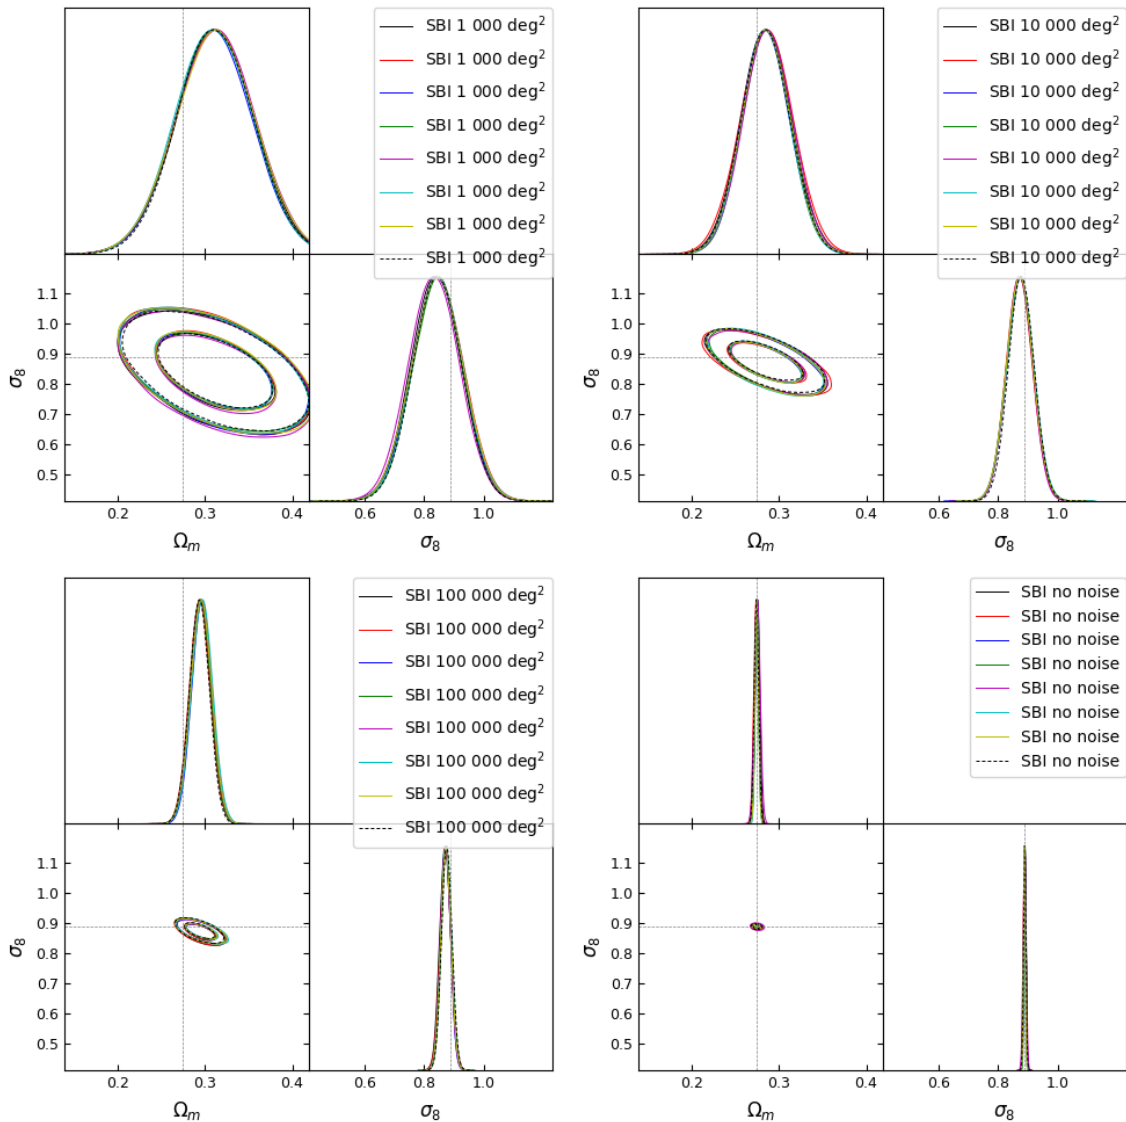 SBI 1 000 deg²
SBI 1 000 deg²
SBI 1 000 deg²
SBI 1 000 deg²
SBI 1 000 deg²
SBI 1 000 deg²
SBI 1 000 deg²
SBI 1 000 deg²
1.1
1.0
0.9
0.8
0.7
0.6
0.5
σ₈
0.2
0.3
0.4
Ωₘ
0.6
0.8
1.0
σ₈
SBI 10 000 deg²
SBI 10 000 deg²
SBI 10 000 deg²
SBI 10 000 deg²
SBI 10 000 deg²
SBI 10 000 deg²
SBI 10 000 deg²
SBI 10 000 deg²
1.1
1.0
0.9
0.8
0.7
0.6
0.5
σ₈
0.2
0.3
0.4
Ωₘ
0.6
0.8
1.0
σ₈
SBI 100 000 deg²
SBI 100 000 deg²
SBI 100 000 deg²
SBI 100 000 deg²
SBI 100 000 deg²
SBI 100 000 deg²
SBI 100 000 deg²
SBI 100 000 deg²
1.1
1.0
0.9
0.8
0.7
0.6
0.5
σ₈
0.2
0.3
0.4
Ωₘ
0.6
0.8
1.0
σ₈
SBI no noise
SBI no noise
SBI no noise
SBI no noise
SBI no noise
SBI no noise
SBI no noise
SBI no noise
1.1
1.0
0.9
0.8
0.7
0.6
0.5
σ₈
0.2
0.3
0.4
Ωₘ
0.6
0.8
1.0
σ₈